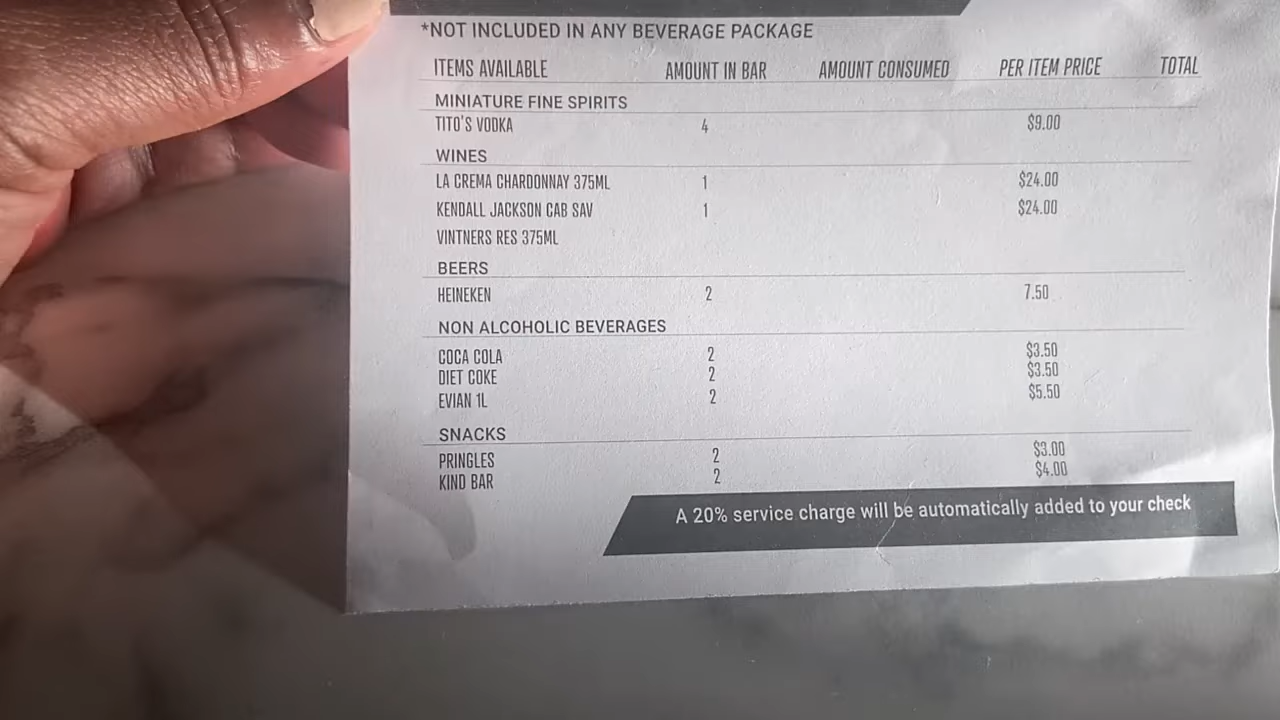 *NOT INCLUDED IN ANY BEVERAGE PACKAGE
ITEMS AVAILABLE AMOUNT IN BAR AMOUNT CONSUMED PER ITEM PRICE TOTAL
MINIATURE FINE SPIRITS
TITO'S VODKA 4 $9.00
WINES
LA CREMA CHARDONNAY 375ML 1 $24.00
KENDALL JACKSON CAB SAV 1 $24.00
VINTNERS RES 375ML
BEERS
HEINEKEN 2 7.50
NON ALCOHOLIC BEVERAGES
COCA COLA 2 $3.50
DIET COKE 2 $3.50
EVIAN 1L 2 $5.50
SNACKS
PRINGLES 2 $3.00
KIND BAR 2 $4.00
A 20% service charge will be automatically added to your check